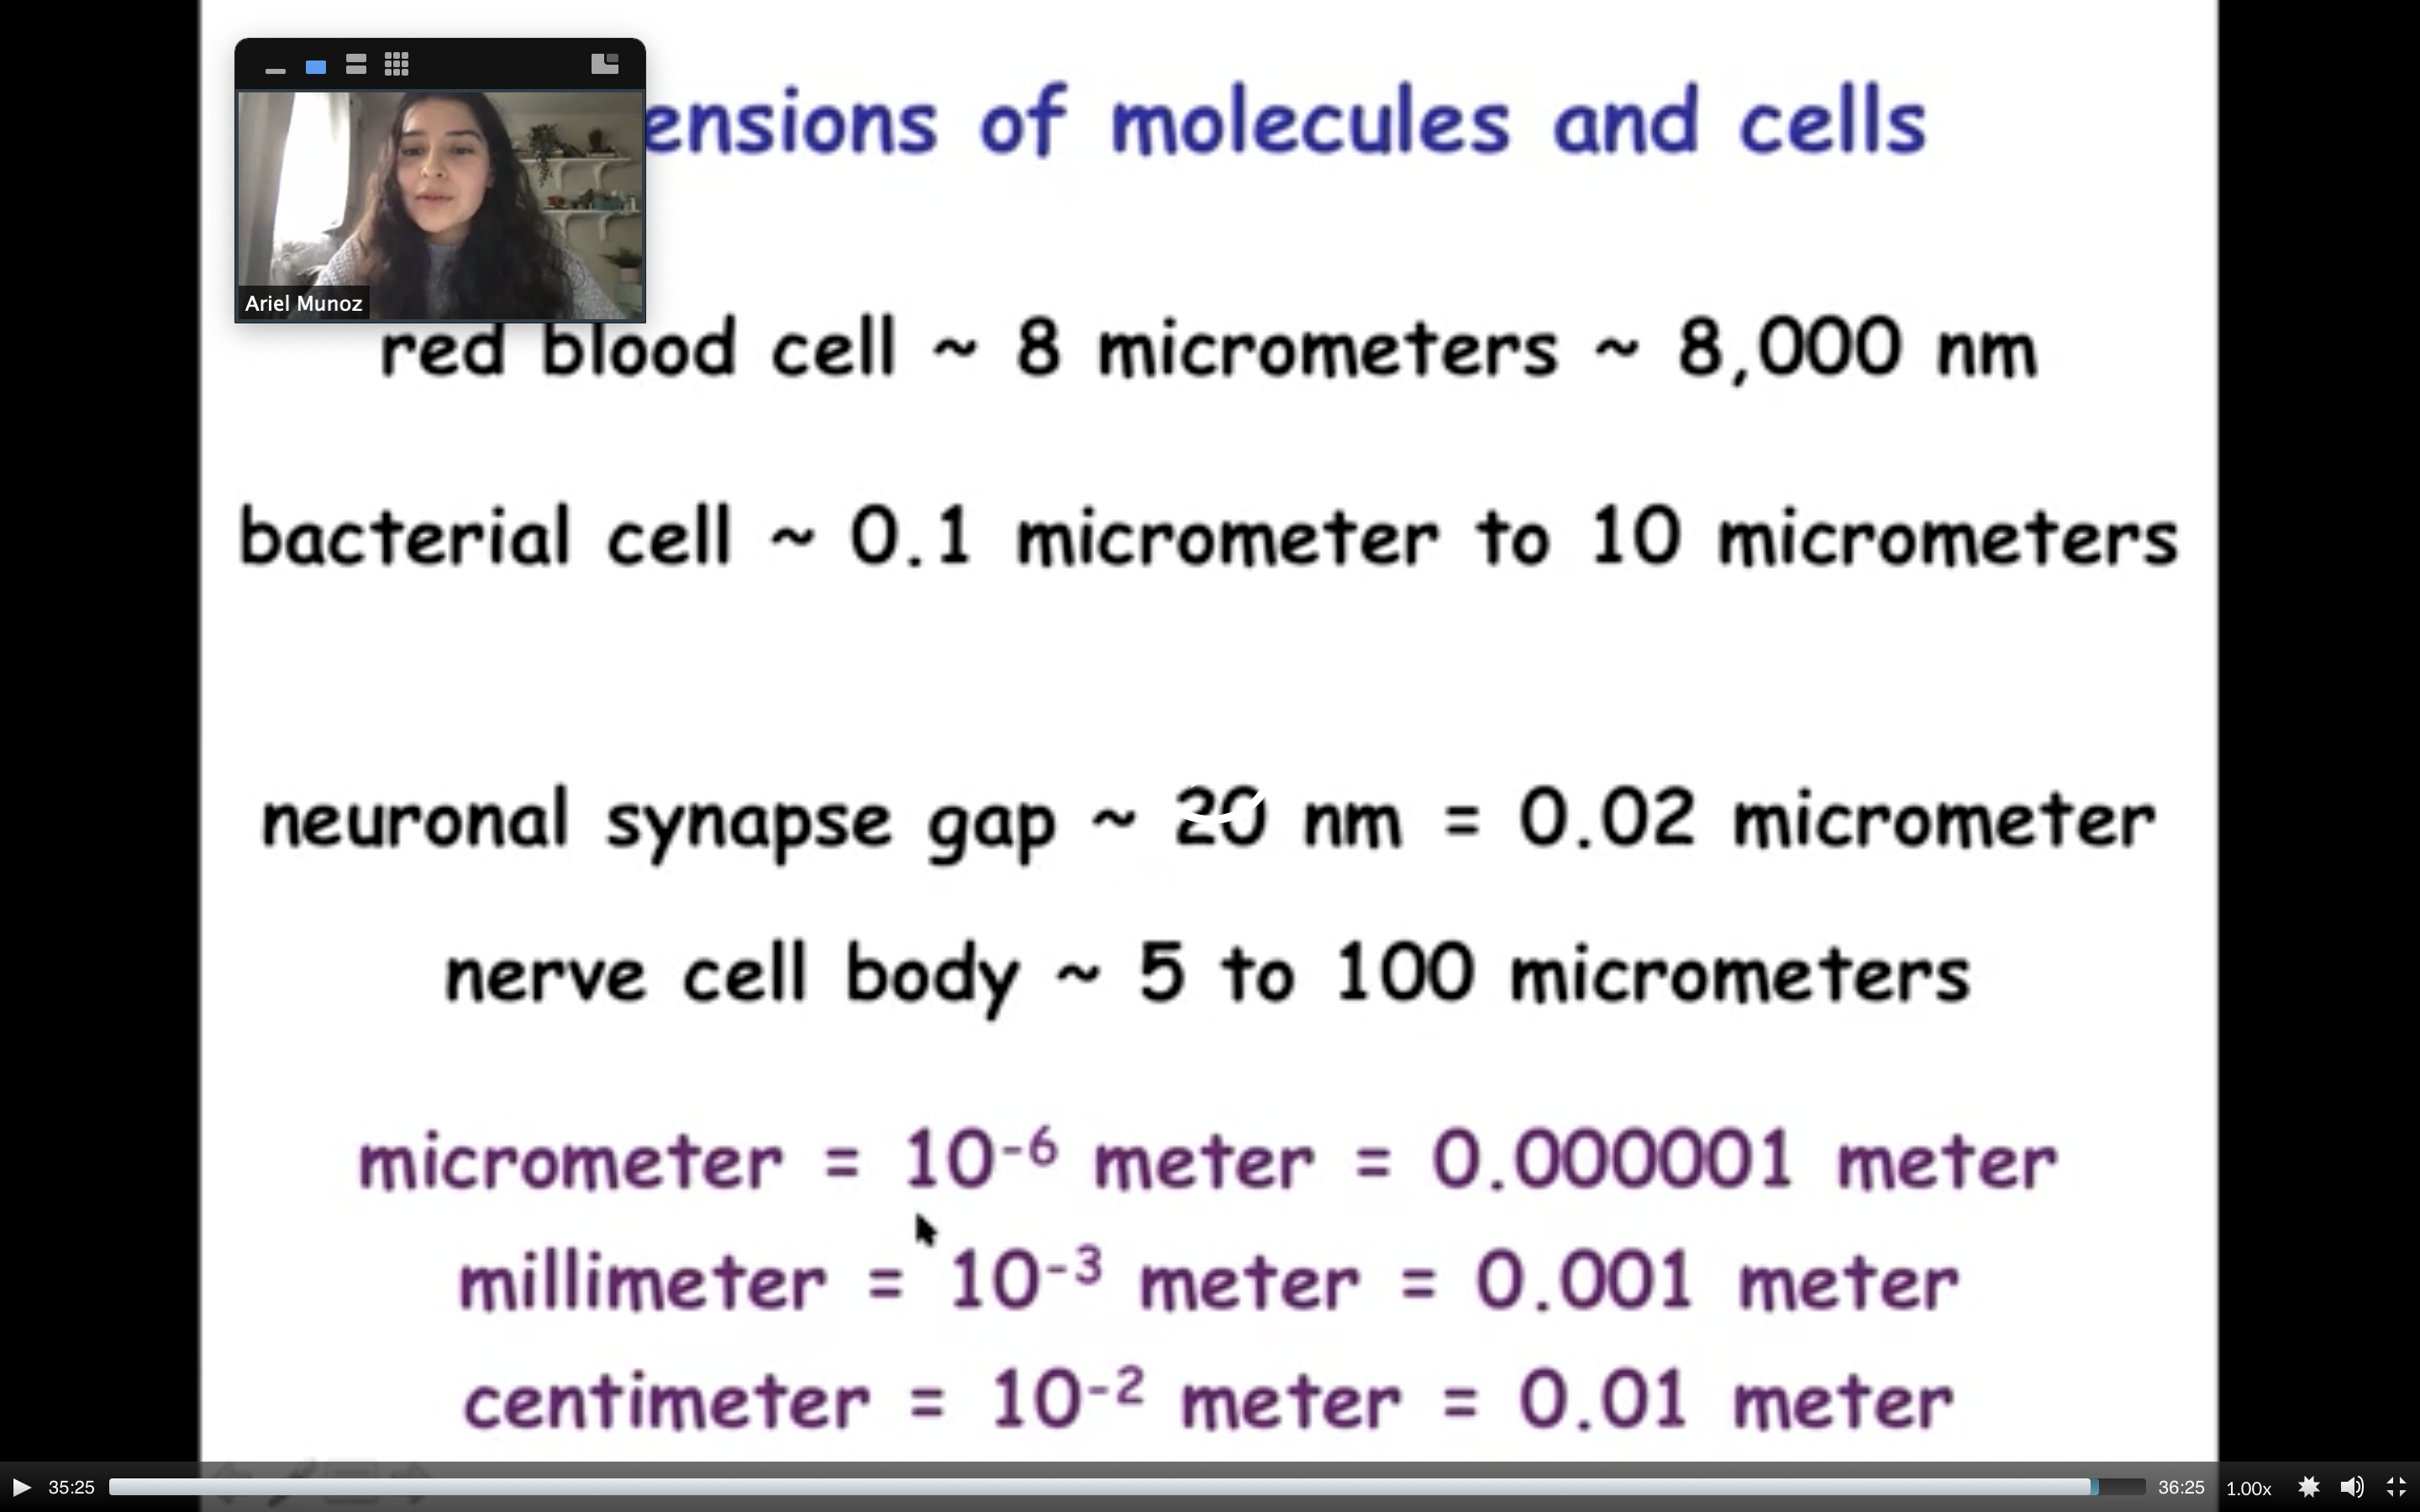 ensions of molecules and cells
Ariel Munoz
red blood cell ~ 8 micrometers ~ 8,000 nm
bacterial cell ~ 0.1 micrometer to 10 micrometers
neuronal synapse gap ~ 20 nm = 0.02 micrometer
nerve cell body ~ 5 to 100 micrometers
micrometer = 10⁻⁶ meter = 0.000001 meter
millimeter = 10⁻³ meter = 0.001 meter
centimeter = 10⁻² meter = 0.01 meter
35:25 36:25 1.00x